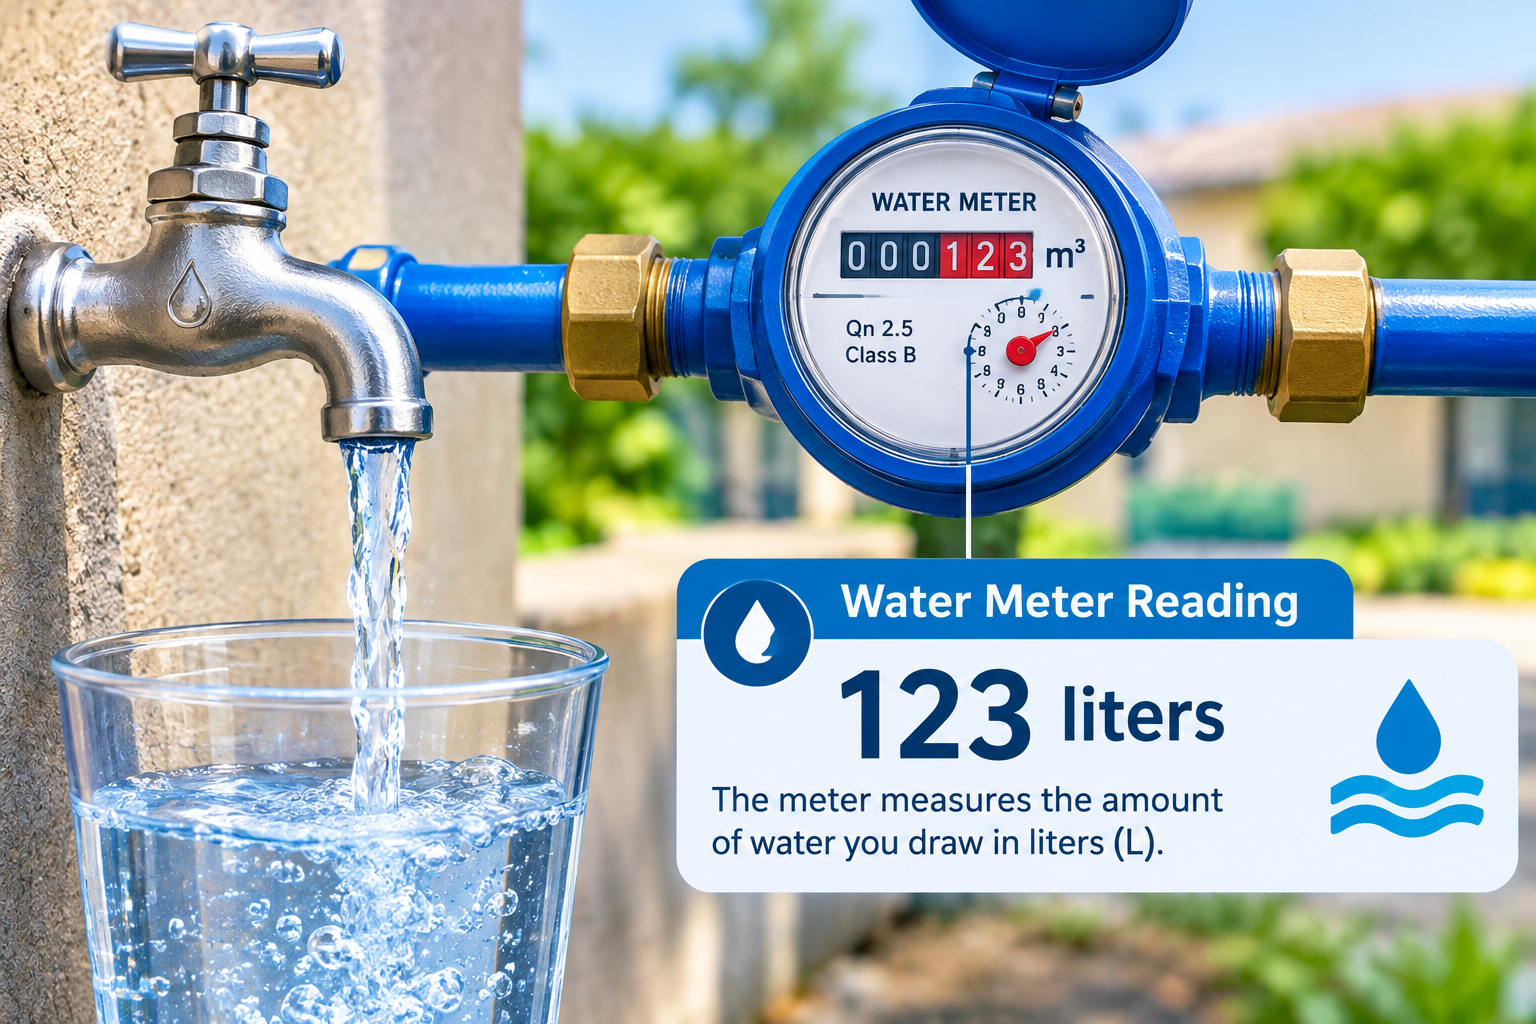 WATER METER
000123 m³
Qn 2.5
Class B
Water Meter Reading
123 liters
The meter measures the amount
of water you draw in liters (L).